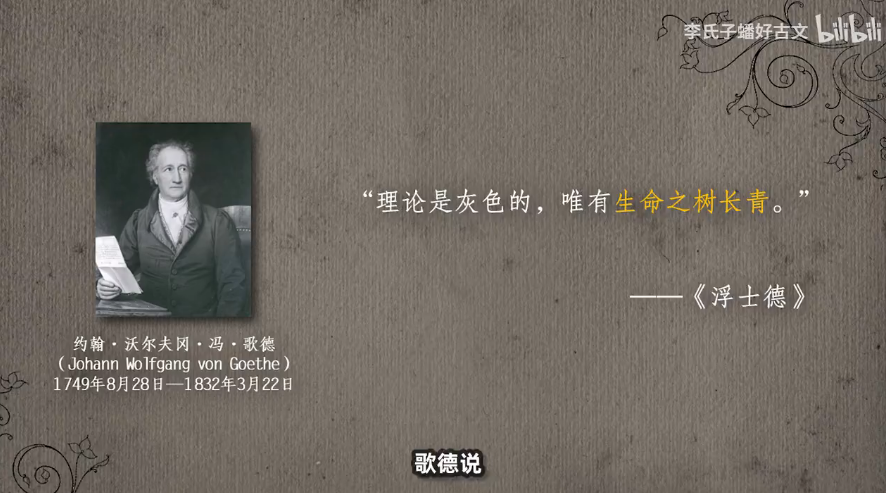 李氏子蟠好古文 bilibili
“理论是灰色的，唯有生命之树长青。”
——《浮士德》
约翰·沃尔夫冈·冯·歌德
（Johann Wolfgang von Goethe）
1749年8月28日—1832年3月22日
歌德说